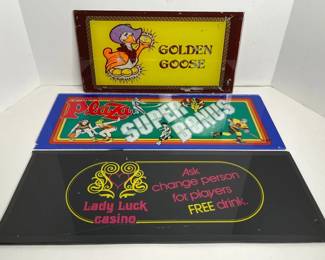 GOLDEN
GOOSE
Plaza
SUPER
BONUS
Lady Luck
casino
Ask
change person
for players
FREE drink.